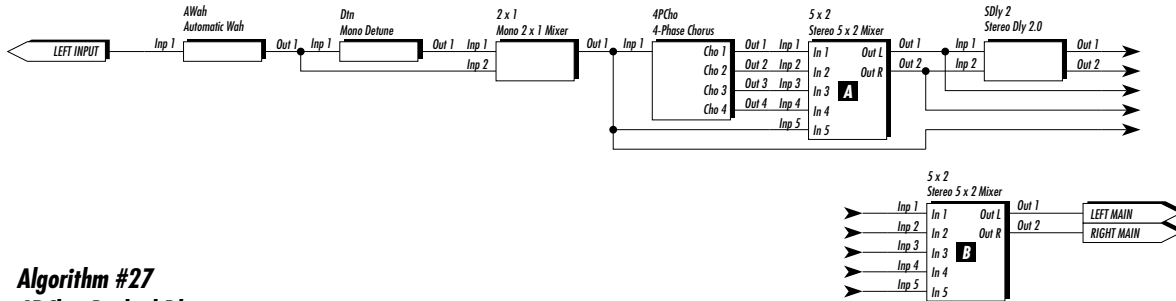 AWah
Automatic Wah
Dtn
Mono Detune
2 x 1
Mono 2 x 1 Mixer
4PCho
4-Phase Chorus
5 x 2
Stereo 5 x 2 Mixer
SDly 2
Stereo Dly 2.0
LEFT INPUT
Inp 1
Out 1
Inp 1
Out 1
Inp 1
Inp 2
Out 1
Inp 1
Cho 1
Cho 2
Cho 3
Cho 4
Out 1
Out 2
Out 3
Out 4
Inp 1
Inp 2
Inp 3
Inp 4
Inp 5
In 1
In 2
In 3
In 4
In 5
Out L
Out R
A
Out 1
Out 2
Inp 1
Inp 2
Out 1
Out 2
5 x 2
Stereo 5 x 2 Mixer
Inp 1
Inp 2
Inp 3
Inp 4
Inp 5
In 1
In 2
In 3
In 4
In 5
Out L
Out R
B
Out 1
Out 2
LEFT MAIN
RIGHT MAIN
Algorithm #27